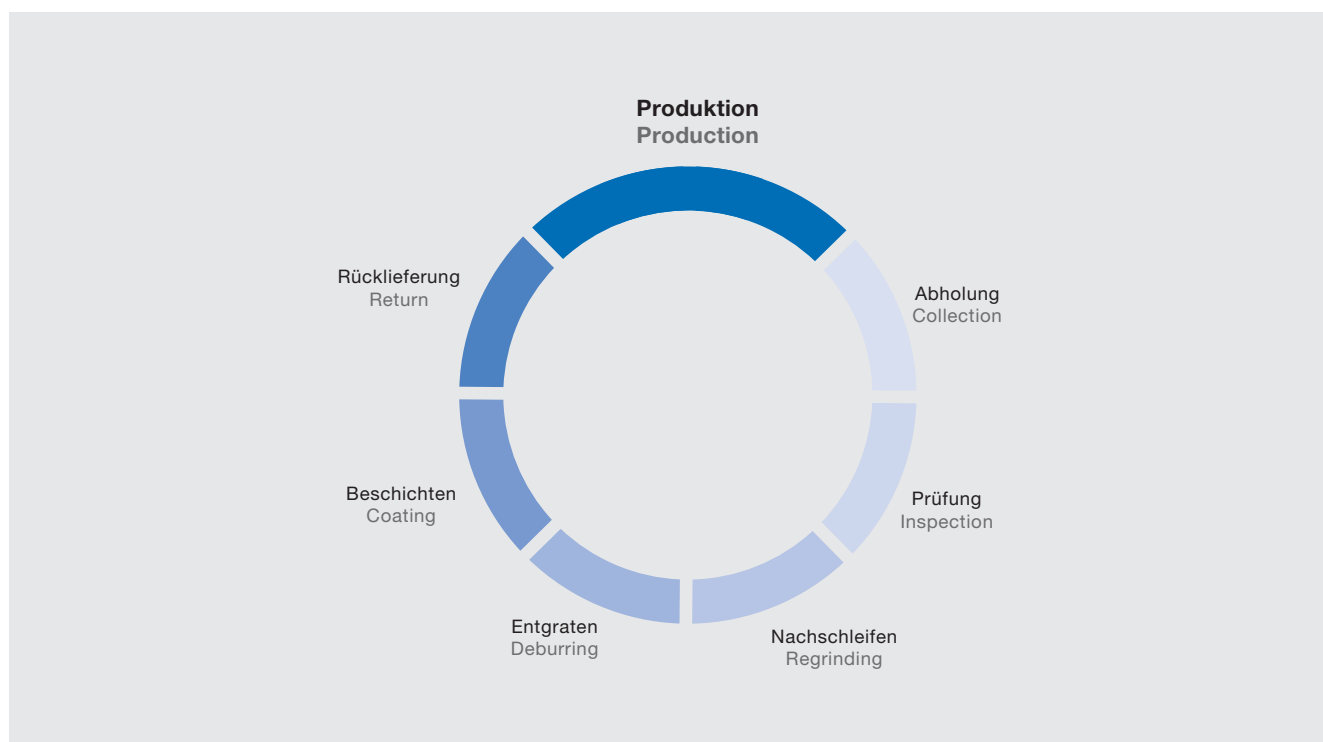 Produktion
Production
Abholung
Collection
Prüfung
Inspection
Nachschleifen
Regrinding
Entgraten
Deburring
Beschichten
Coating
Rücklieferung
Return